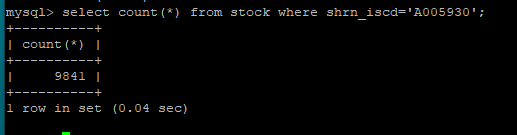 mysql> select count(*) from stock where shrn_iscd='A005930';
+----------+
| count(*) |
+----------+
|     9841 |
+----------+
1 row in set (0.04 sec)